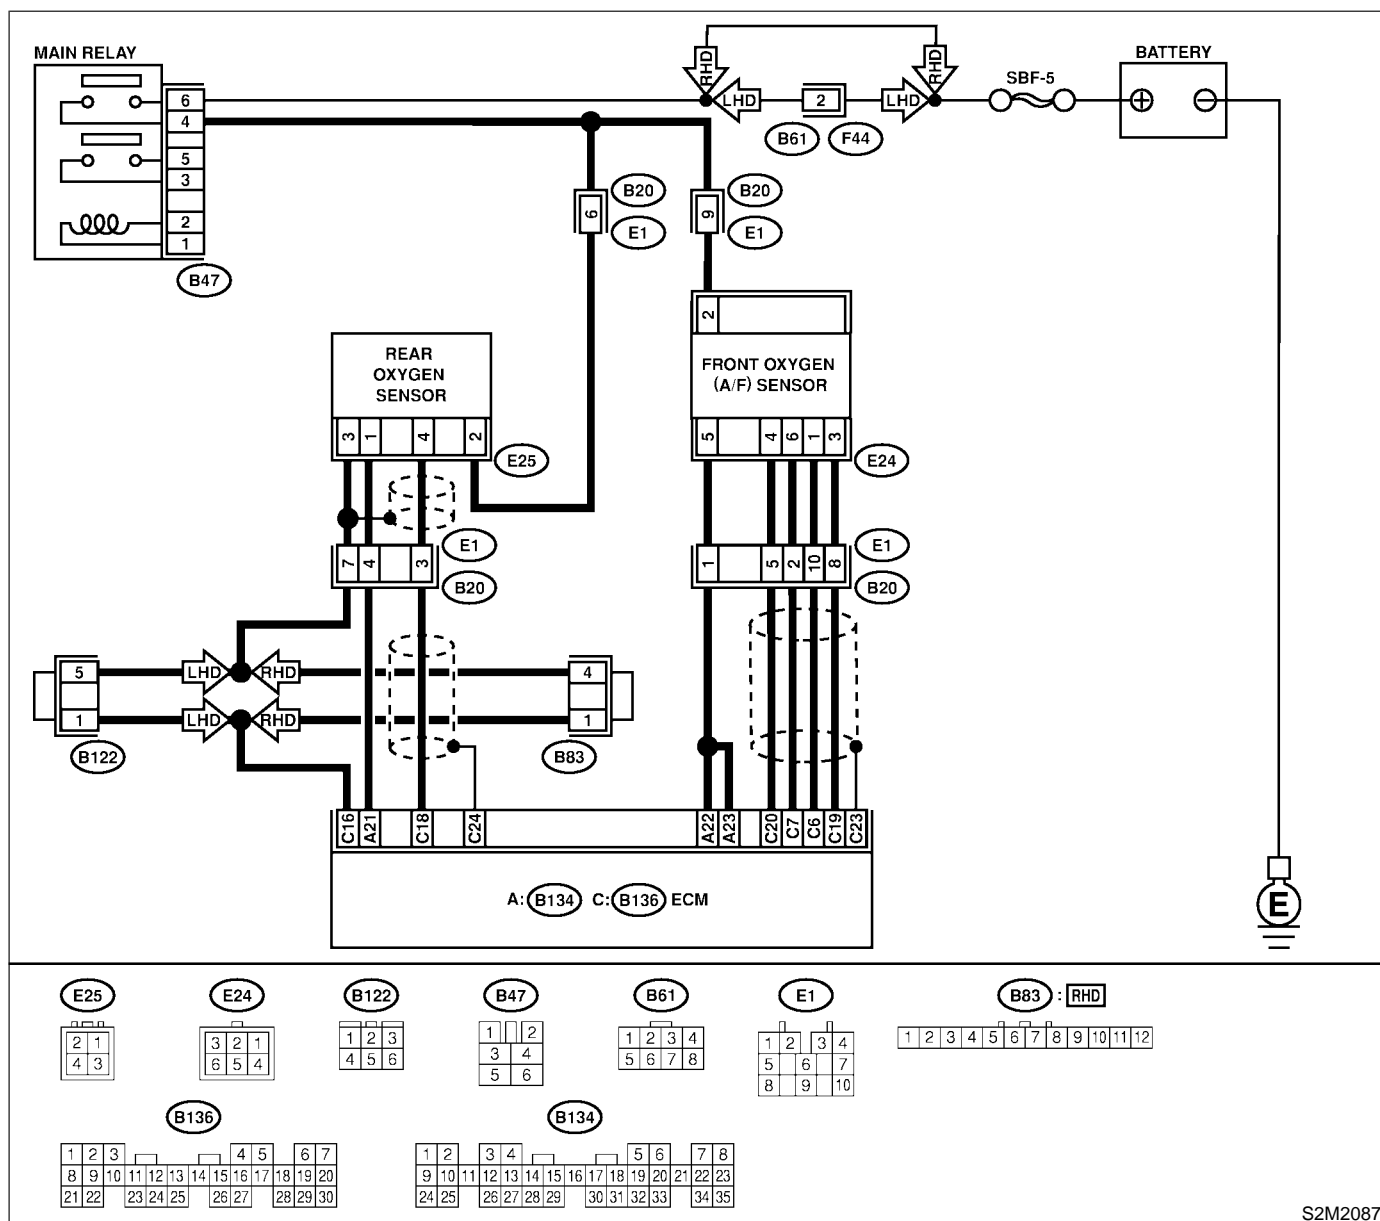 MAIN RELAY
BATTERY
SBF-5
RHD
RHD
LHD
2
LHD
+
−
B61
F44
6
4
5
3
2
1
B47
6
B20
E1
9
B20
E1
2
REAR
OXYGEN
SENSOR
FRONT OXYGEN
(A/F) SENSOR
3 1 4 2
E25
5 4 6 1 3
E24
7 4 3
E1
B20
1 5 2 10 8
E1
B20
5
LHD
RHD
4
1
LHD
RHD
1
B122
B83
C16 A21 C18 C24 A22 A23 C20 C7 C6 C19 C23
A: B134 C: B136 ECM
E
E25
2 1
4 3
E24
3 2 1
6 5 4
B122
1 2 3
4 5 6
B47
1 2
3 4
5 6
B61
1 2 3 4
5 6 7 8
E1
1 2 3 4
5 6 7
8 9 10
B83 : RHD
1 2 3 4 5 6 7 8 9 10 11 12
B136
1 2 3 4 5 6 7
8 9 10 11 12 13 14 15 16 17 18 19 20
21 22 23 24 25 26 27 28 29 30
B134
1 2 3 4 5 6 7 8
9 10 11 12 13 14 15 16 17 18 19 20 21 22 23
24 25 26 27 28 29 30 31 32 33 34 35
S2M2087